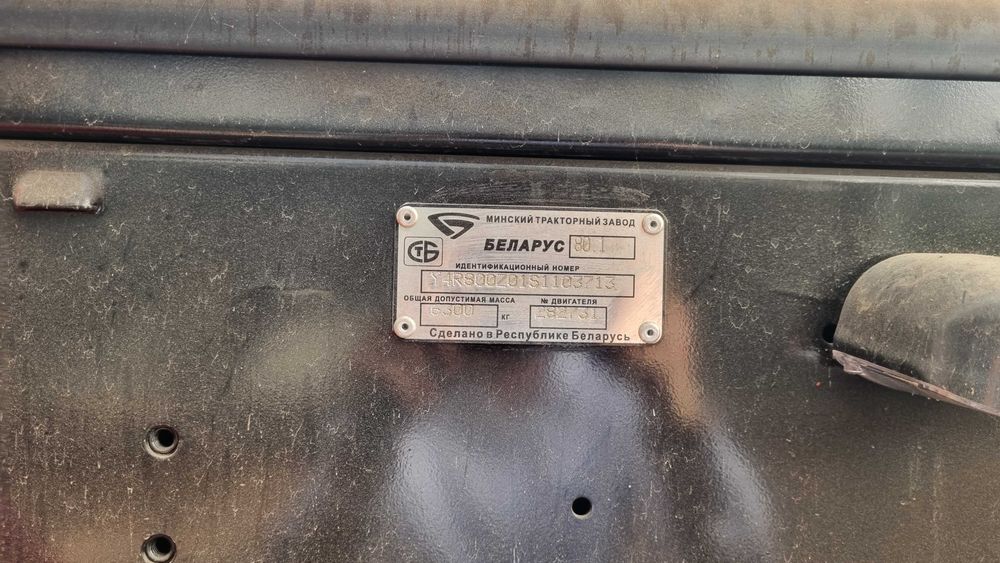 МИНСКИЙ ТРАКТОРНЫЙ ЗАВОД
СТБ
БЕЛАРУС 80.1
ИДЕНТИФИКАЦИОННЫЙ НОМЕР
ОБЩАЯ ДОПУСТИМАЯ МАССА № ДВИГАТЕЛЯ
6300 КГ 282731
Сделано в Республике Беларусь